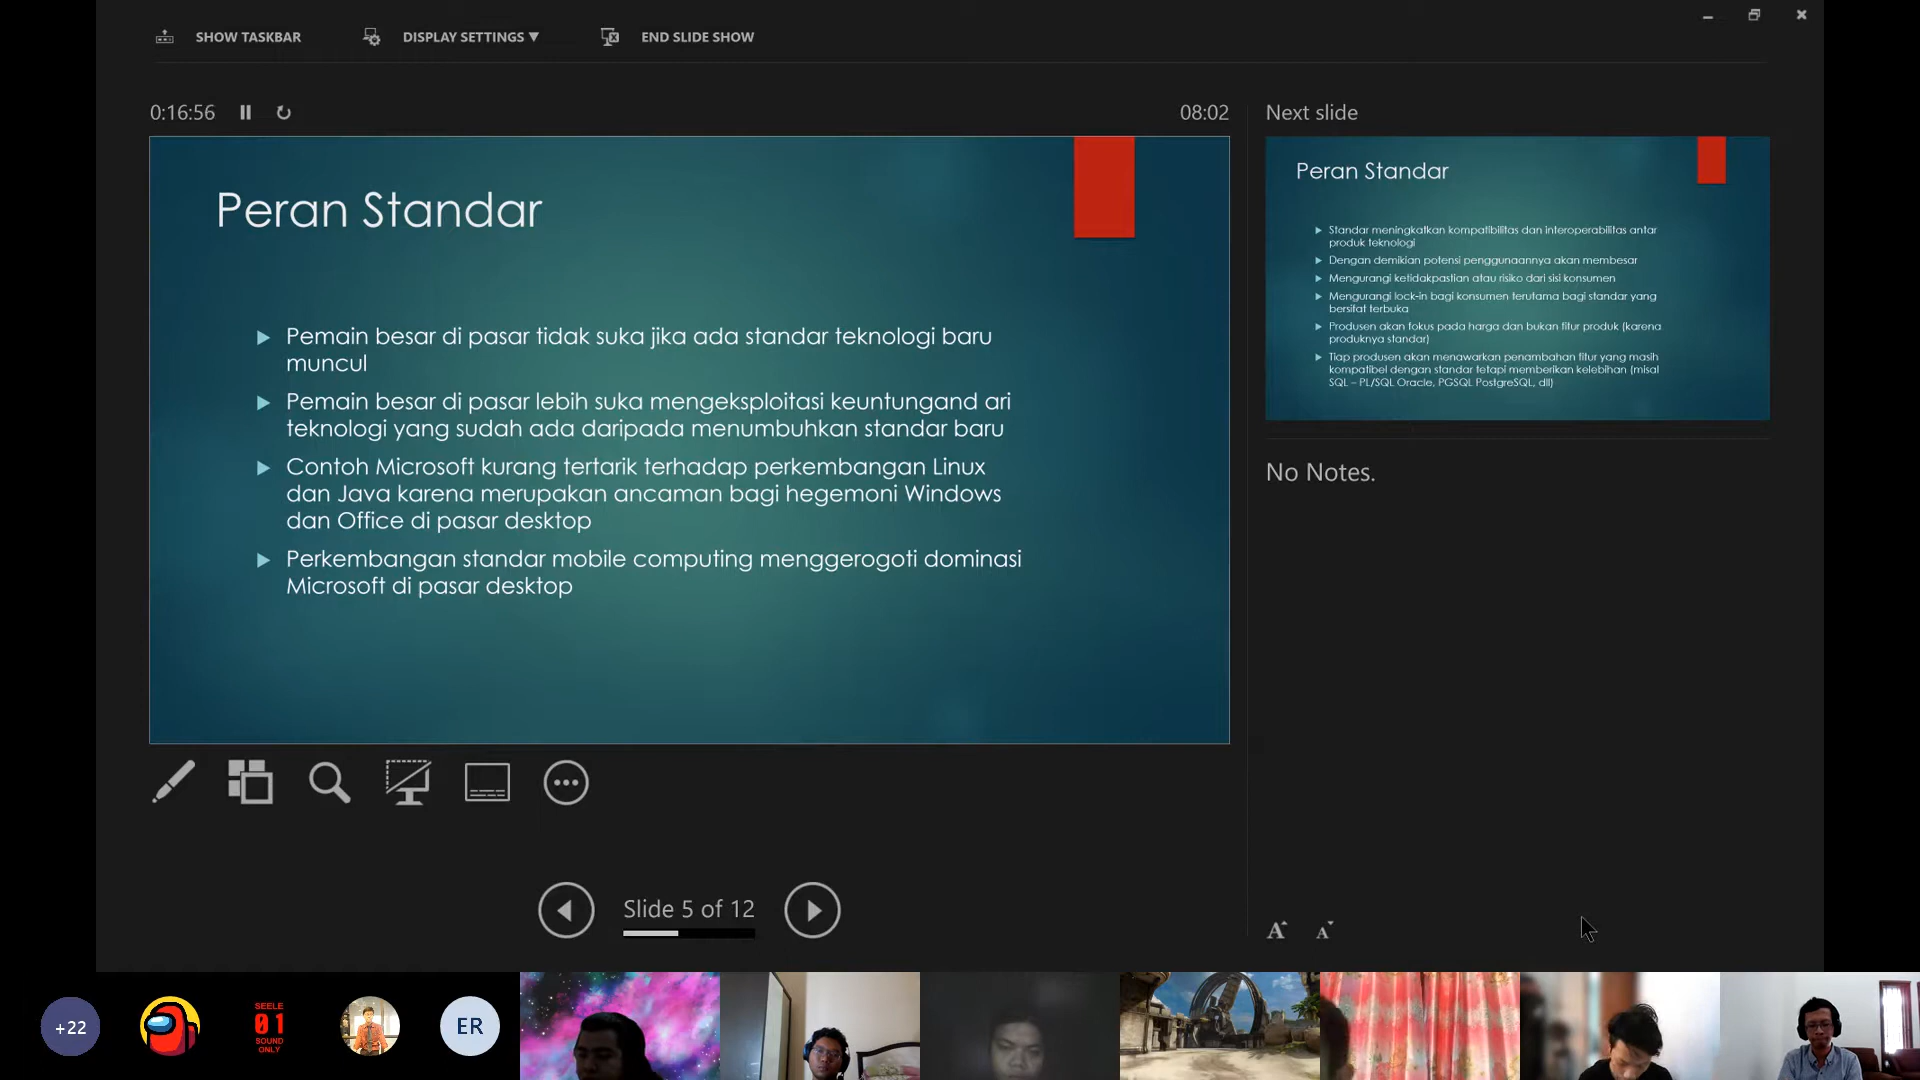 SHOW TASKBAR
DISPLAY SETTINGS ▼
END SLIDE SHOW
0:16:56
08:02
Peran Standar
Pemain besar di pasar tidak suka jika ada standar teknologi baru
muncul
Pemain besar di pasar lebih suka mengeksploitasi keuntungand ari
teknologi yang sudah ada daripada menumbuhkan standar baru
Contoh Microsoft kurang tertarik terhadap perkembangan Linux
dan Java karena merupakan ancaman bagi hegemoni Windows
dan Office di pasar desktop
Perkembangan standar mobile computing menggerogoti dominasi
Microsoft di pasar desktop
Slide 5 of 12
Next slide
Peran Standar
Standar meningkatkan kompatibilitas dan interoperabilitas antar
produk teknologi
Dengan demikian potensi penggunaannya akan membesar
Mengurangi ketidakpastian atau risiko dari sisi konsumen
Mengurangi lock-in bagi konsumen terutama bagi standar yang
bersifat terbuka
Produsen akan fokus pada harga dan bukan fitur produk (karena
produknya standar)
Tiap produsen akan menawarkan penambahan fitur yang masih
kompatibel dengan standar tetapi memberikan kelebihan (misal
SQL – PL/SQL Oracle, PGSQL PostgreSQL, dll)
No Notes.
A A
+22
SEELE
01
SOUND
ONLY
ER